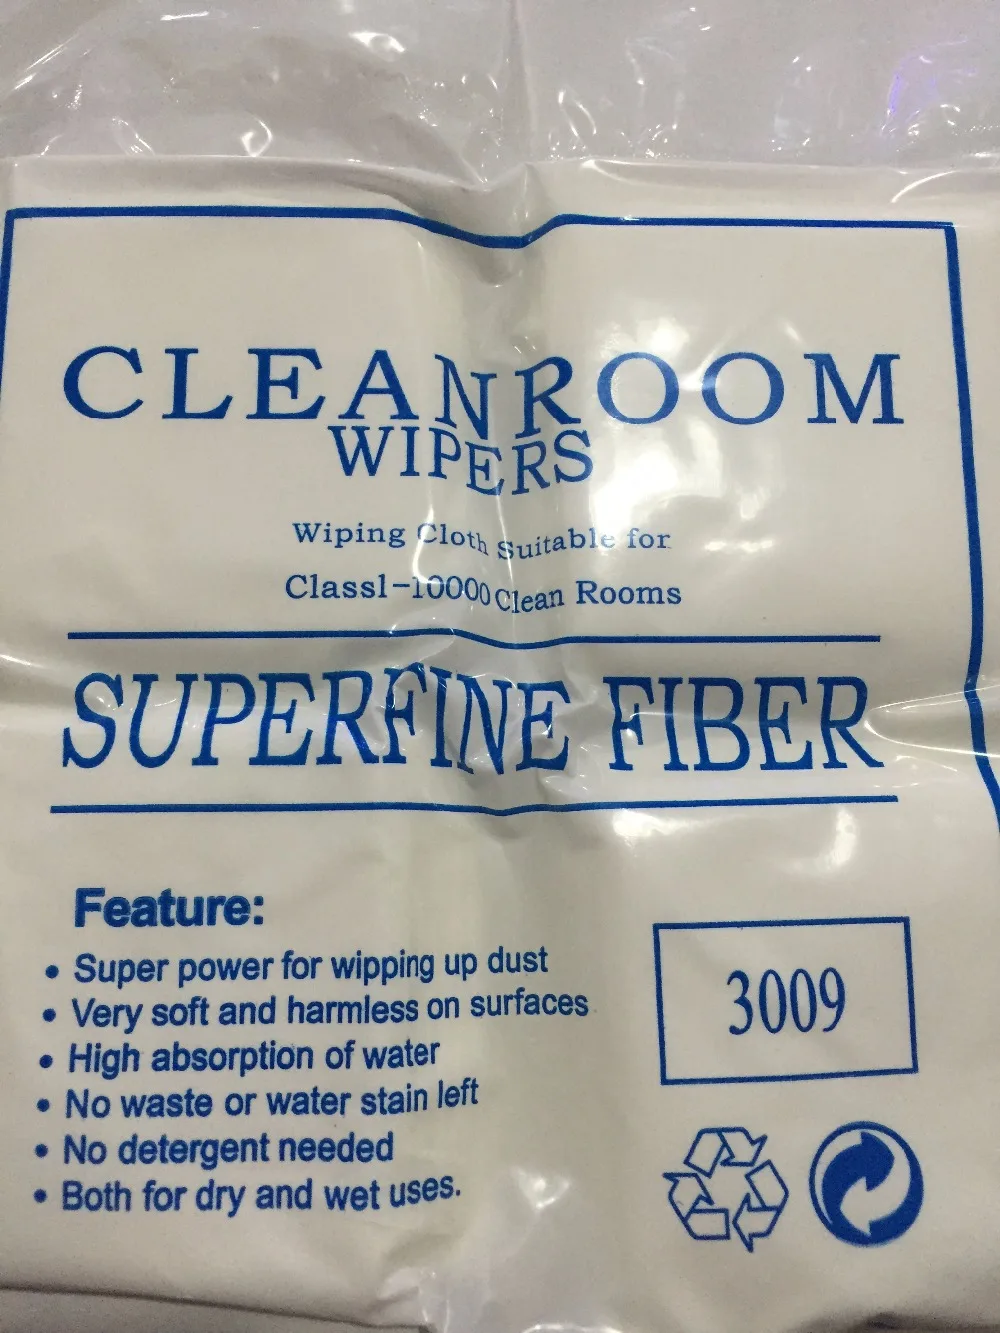 CLEANROOM
WIPERS
Wiping Cloth Suitable for
Class1-10000 Clean Rooms
SUPERFINE FIBER
Feature:
• Super power for wipping up dust
• Very soft and harmless on surfaces
• High absorption of water
• No waste or water stain left
• No detergent needed
• Both for dry and wet uses.
3009